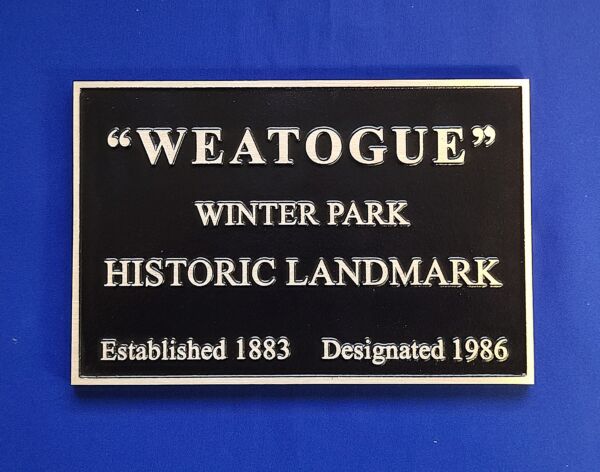 “WEATOGUE”
WINTER PARK
HISTORIC LANDMARK
Established 1883 Designated 1986